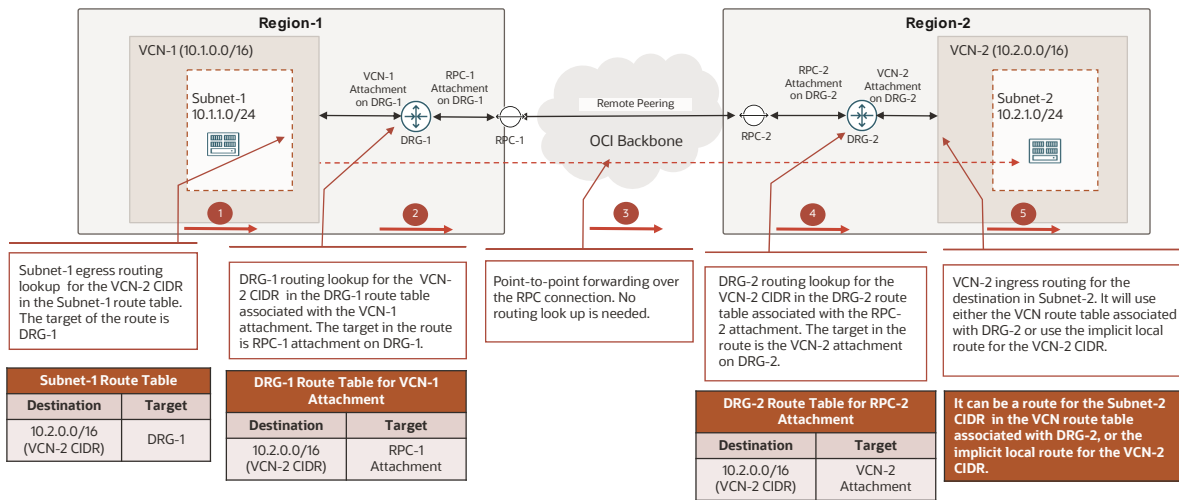 Region-1
Region-2
VCN-1 (10.1.0.0/16)
VCN-2 (10.2.0.0/16)
Subnet-1
10.1.1.0/24
VCN-1
Attachment
on DRG-1
RPC-1
Attachment
on DRG-1
DRG-1
RPC-1
Remote Peering
OCI Backbone
RPC-2
RPC-2
Attachment
on DRG-2
VCN-2
Attachment
on DRG-2
DRG-2
Subnet-2
10.2.1.0/24
1
2
3
4
5
Subnet-1 egress routing
lookup for the VCN-2 CIDR
in the Subnet-1 route table.
The target of the route is
DRG-1
DRG-1 routing lookup for the VCN-
2 CIDR in the DRG-1 route table
associated with the VCN-1
attachment. The target in the route
is RPC-1 attachment on DRG-1.
Point-to-point forwarding over
the RPC connection. No
routing look up is needed.
DRG-2 routing lookup for the
VCN-2 CIDR in the DRG-2 route
table associated with the RPC-
2 attachment. The target in the
route is the VCN-2 attachment
on DRG-2.
VCN-2 ingress routing for the
destination in Subnet-2. It will use
either the VCN route table associated
with DRG-2 or use the implicit local
route for the VCN-2 CIDR.
Subnet-1 Route Table
Destination
Target
10.2.0.0/16
(VCN-2 CIDR)
DRG-1
DRG-1 Route Table for VCN-1
Attachment
Destination
Target
10.2.0.0/16
(VCN-2 CIDR)
RPC-1
Attachment
DRG-2 Route Table for RPC-2
Attachment
Destination
Target
10.2.0.0/16
(VCN-2 CIDR)
VCN-2
Attachment
It can be a route for the Subnet-2
CIDR in the VCN route table
associated with DRG-2, or the
implicit local route for the VCN-2
CIDR.